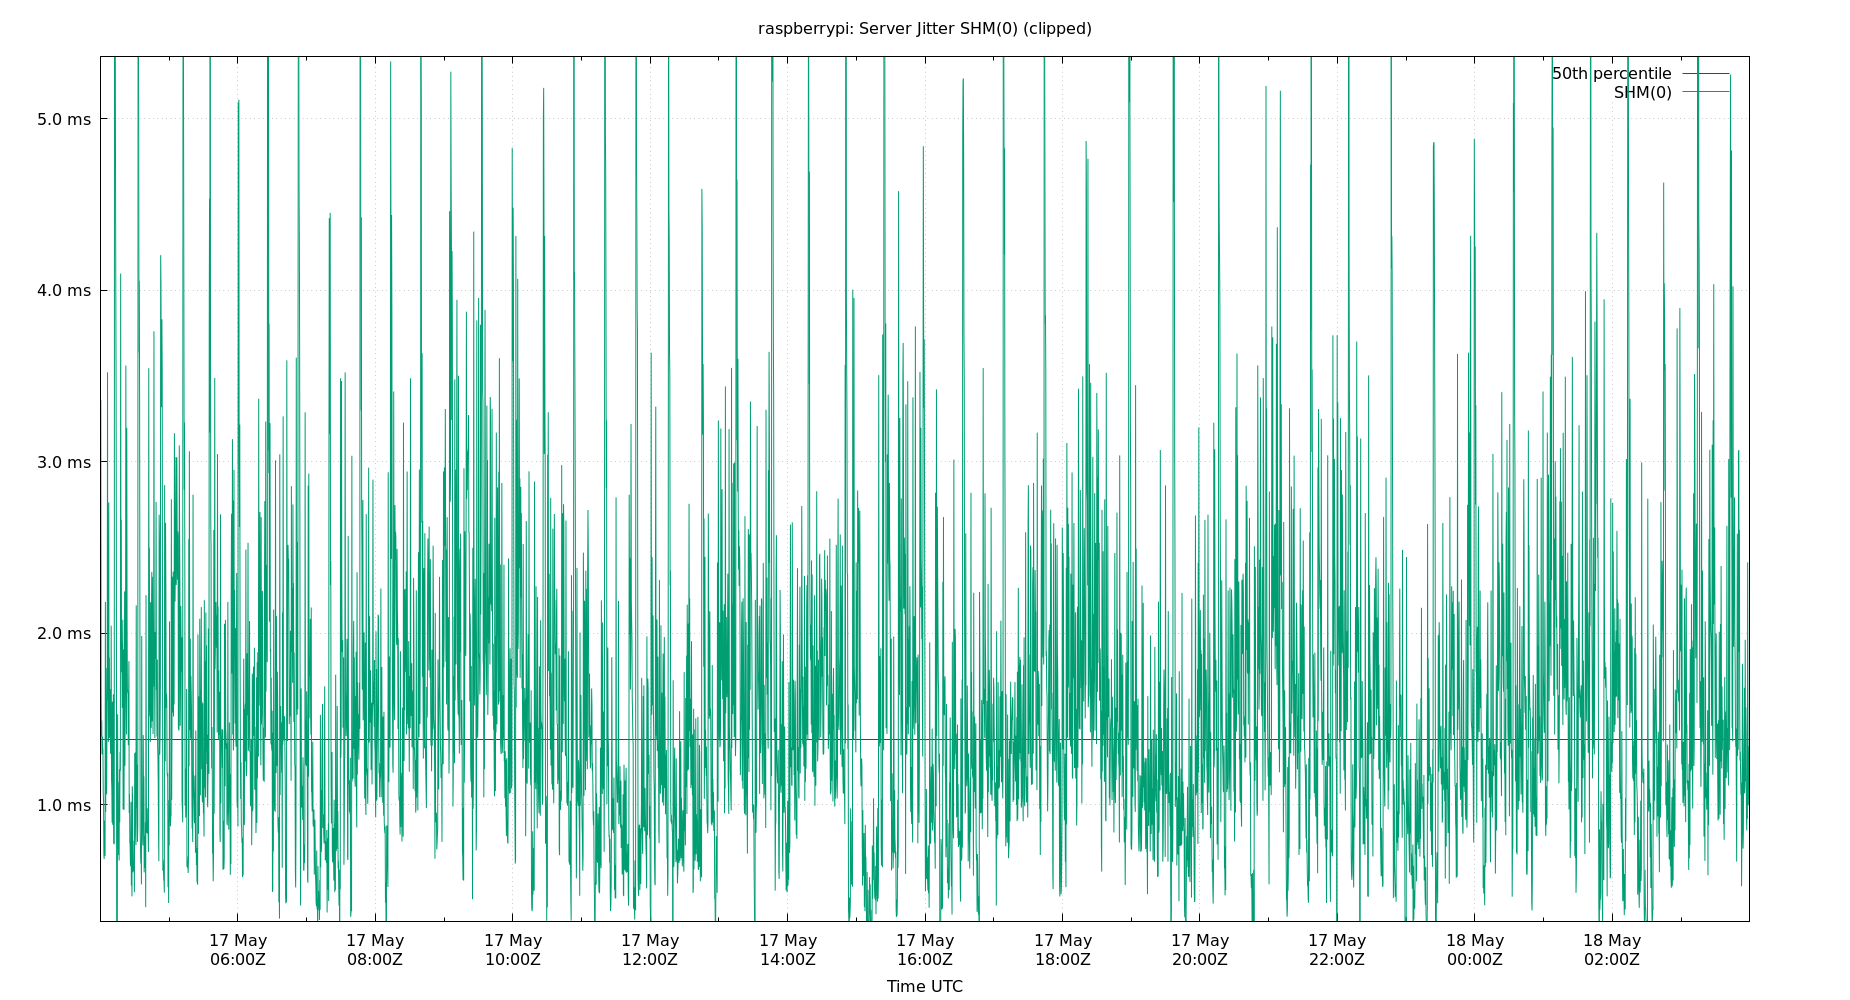 raspberrypi: Server Jitter SHM(0) (clipped)
50th percentile
SHM(0)
5.0 ms
4.0 ms
3.0 ms
2.0 ms
1.0 ms
17 May 17 May 17 May 17 May 17 May 17 May 17 May 17 May 17 May 18 May 18 May
06:00Z 08:00Z 10:00Z 12:00Z 14:00Z 16:00Z 18:00Z 20:00Z 22:00Z 00:00Z 02:00Z
Time UTC